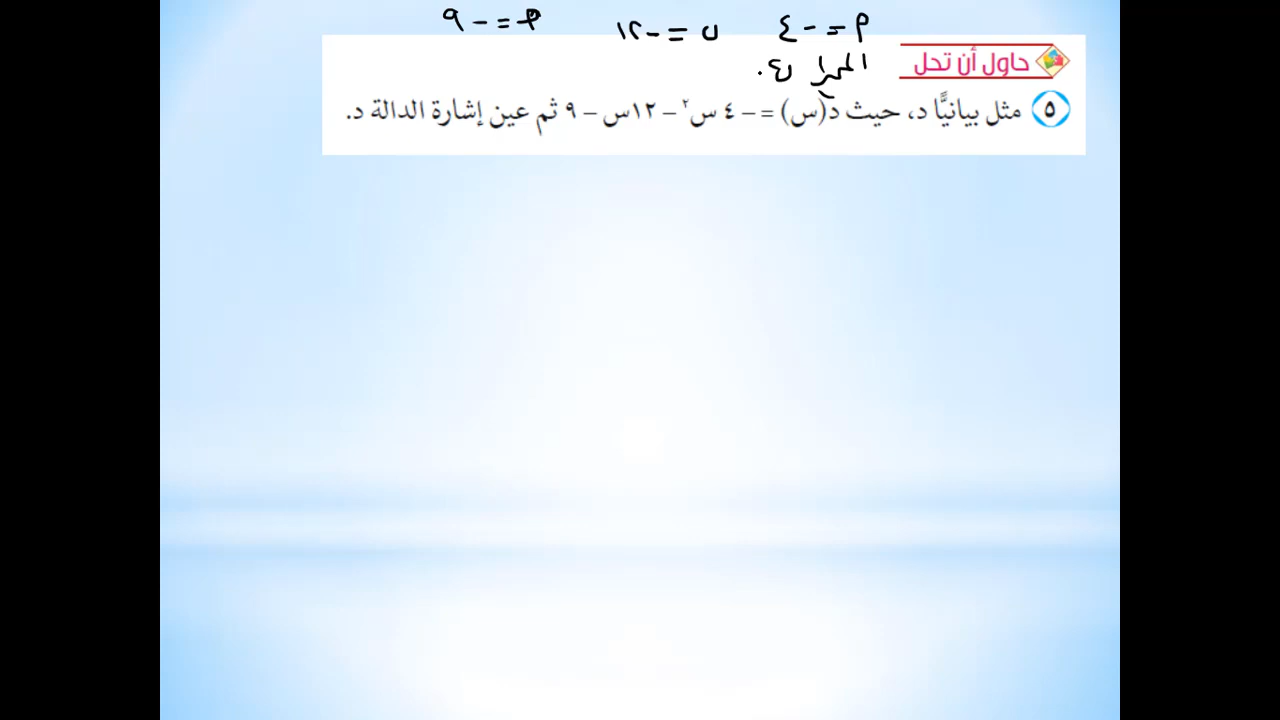 م = - ٤ ب = - ١٢ جـ = - ٩
حاول أن تحل
٥ مثل بيانيًّا د، حيث د(س) = - ٤ س٢ - ١٢س - ٩ ثم عين إشارة الدالة د.